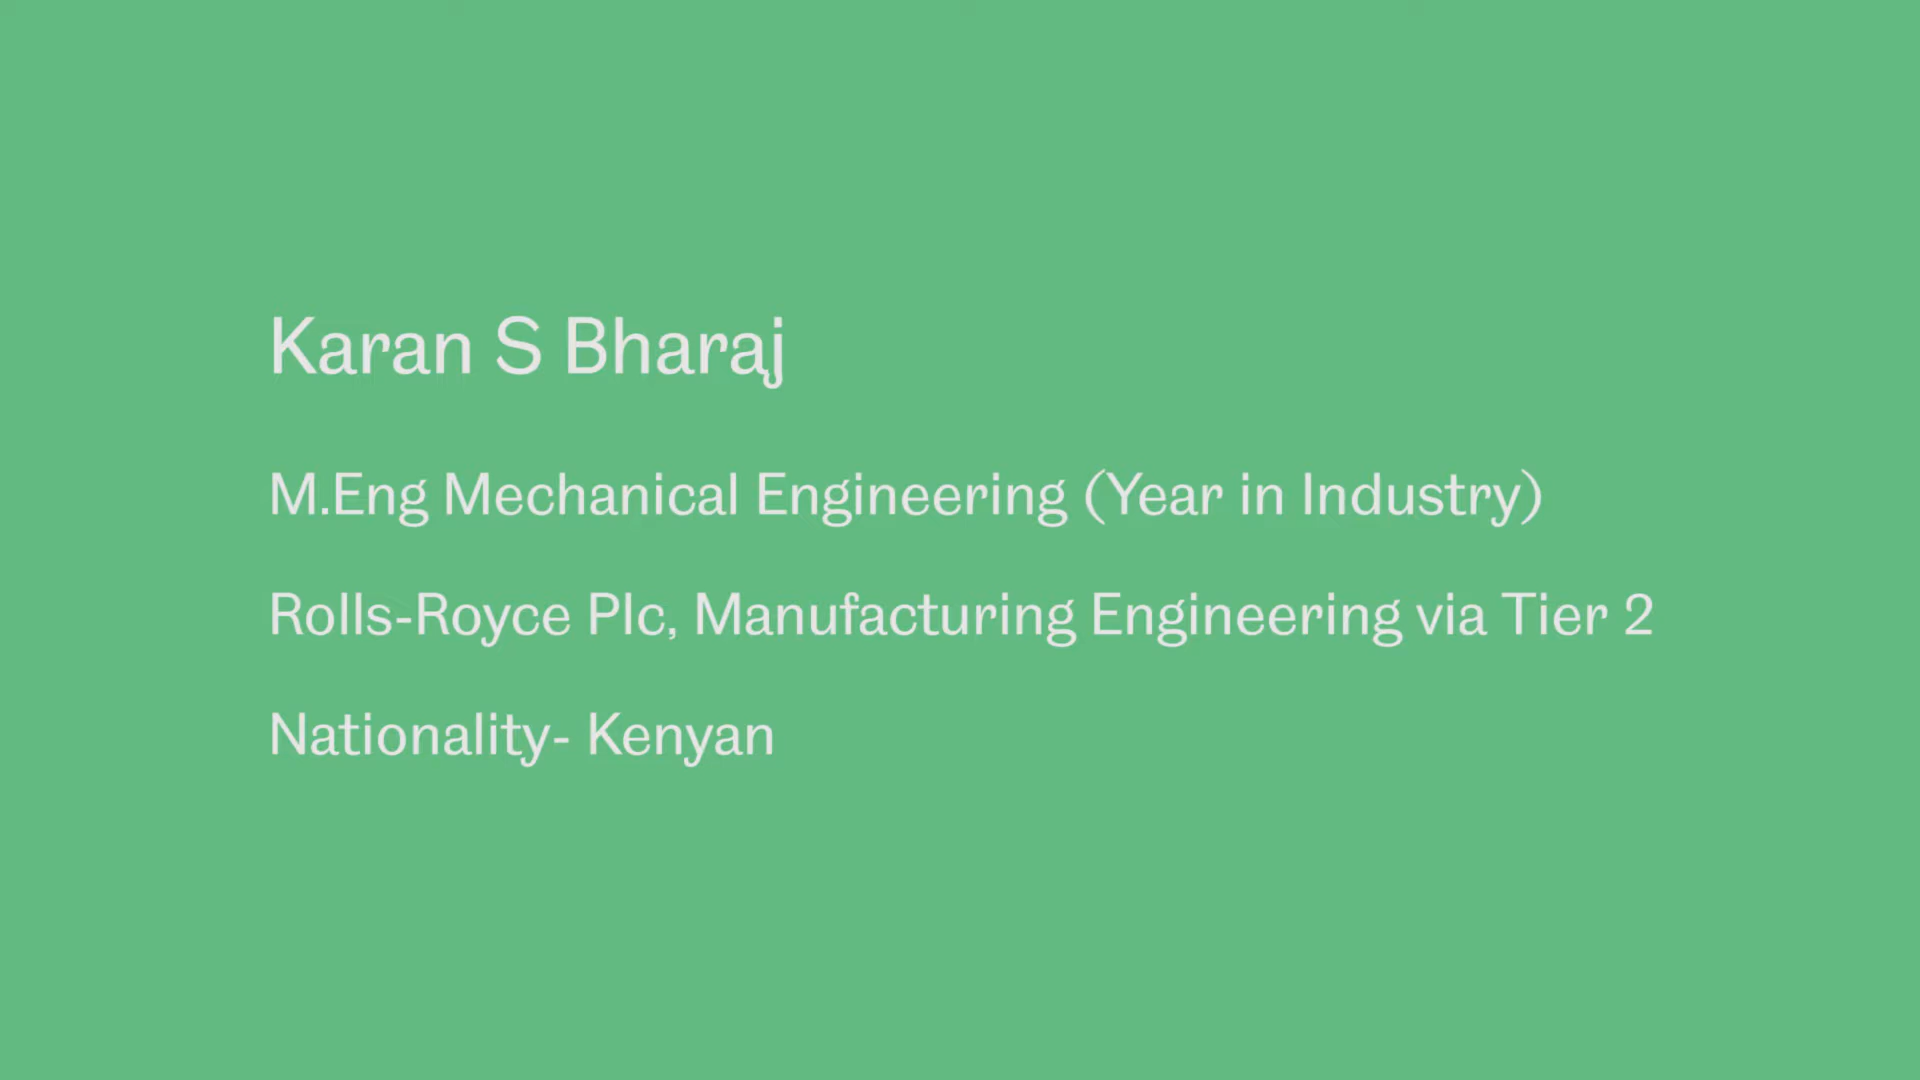 Karan S Bharaj
M.Eng Mechanical Engineering (Year in Industry)
Rolls-Royce Plc, Manufacturing Engineering via Tier 2
Nationality- Kenyan